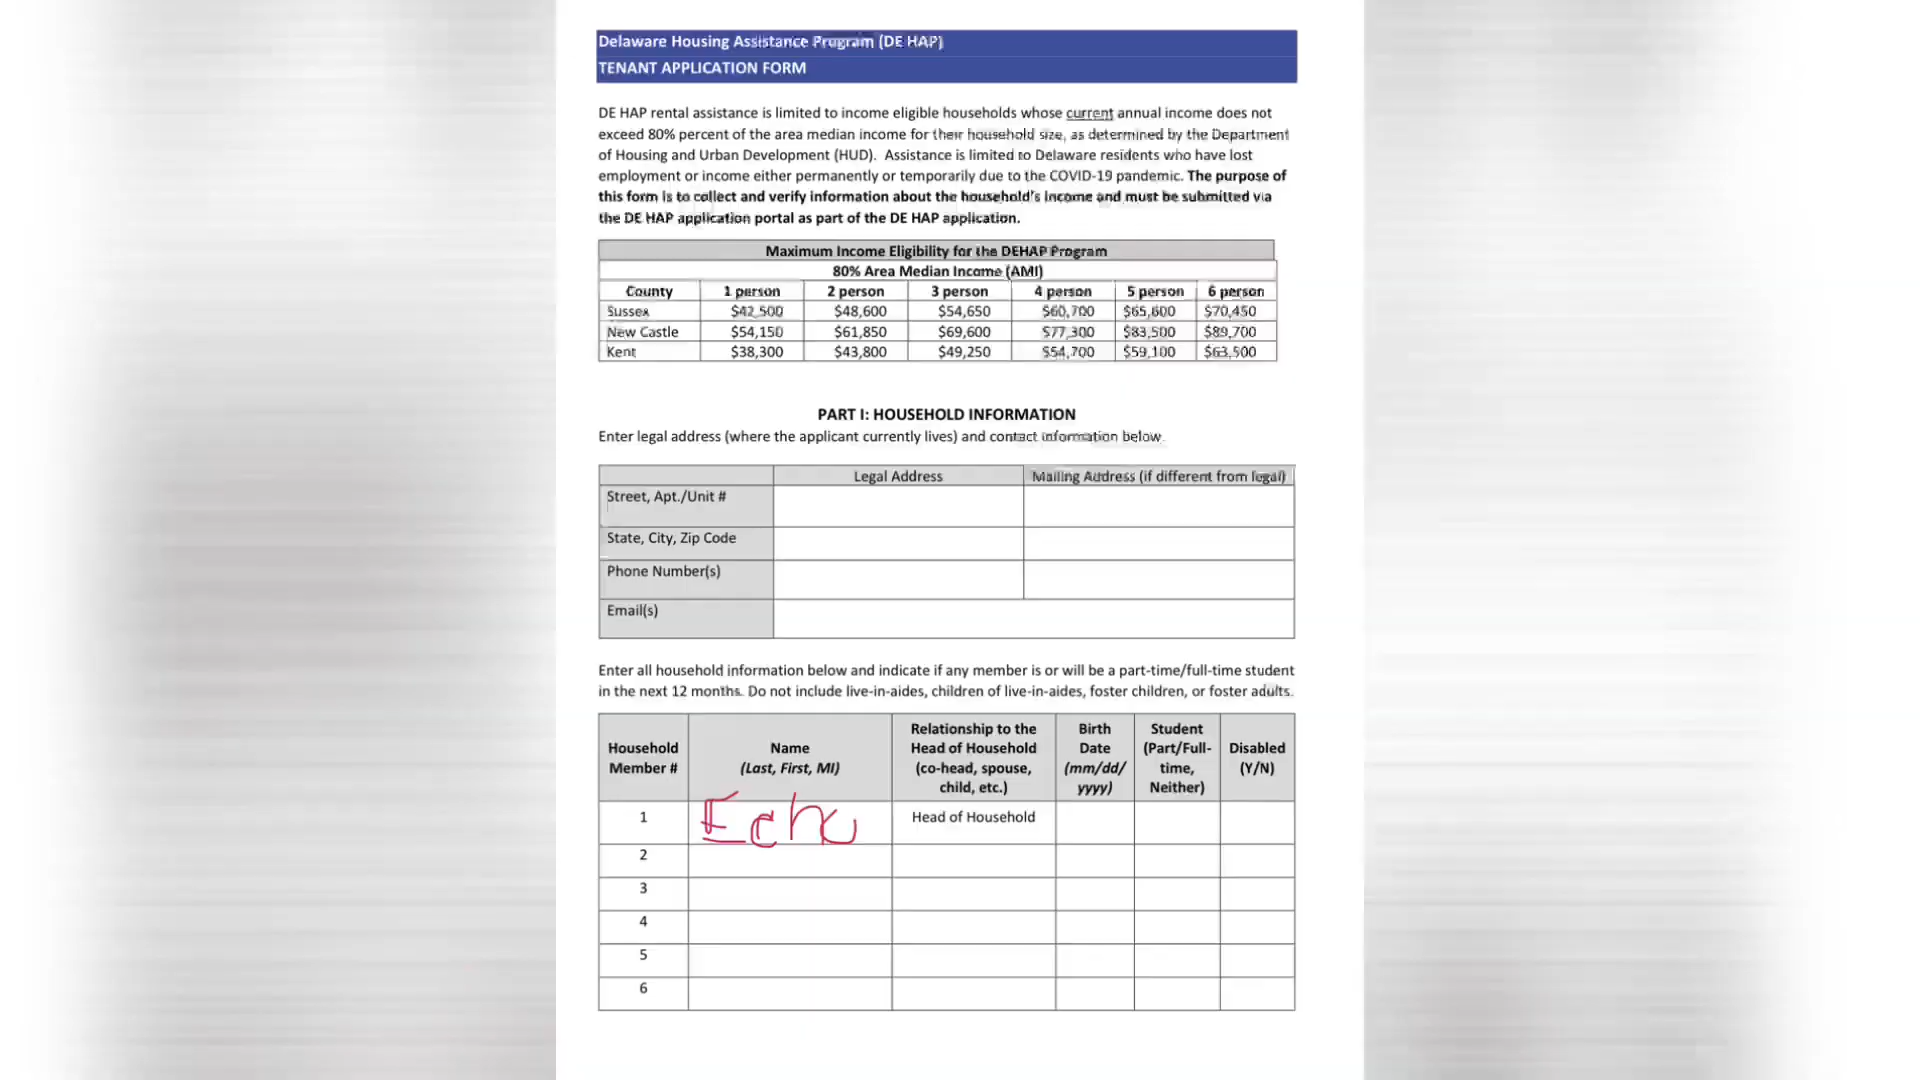 Delaware Housing Assistance Program (DE HAP)
TENANT APPLICATION FORM
DE HAP rental assistance is limited to income eligible households whose current annual income does not
exceed 80% percent of the area median income for their household size, as determined by the Department
of Housing and Urban Development (HUD). Assistance is limited to Delaware residents who have lost
employment or income either permanently or temporarily due to the COVID-19 pandemic. The purpose of
this form is to collect and verify information about the household's income and must be submitted via
the DE HAP application portal as part of the DE HAP application.
Maximum Income Eligibility for the DEHAP Program
80% Area Median Income (AMI)
County 1 person 2 person 3 person 4 person 5 person 6 person
Sussex $42,500 $48,600 $54,650 $60,700 $65,600 $70,450
New Castle $54,150 $61,850 $69,600 $77,300 $83,500 $89,700
Kent $38,300 $43,800 $49,250 $54,700 $59,100 $63,500
PART I: HOUSEHOLD INFORMATION
Enter legal address (where the applicant currently lives) and contact information below.
Legal Address Mailing Address (if different from legal)
Street, Apt./Unit #
State, City, Zip Code
Phone Number(s)
Email(s)
Enter all household information below and indicate if any member is or will be a part-time/full-time student
in the next 12 months. Do not include live-in-aides, children of live-in-aides, foster children, or foster adults.
Household Member # Name (Last, First, MI) Relationship to the Head of Household (co-head, spouse, child, etc.) Birth Date (mm/dd/yyyy) Student (Part/Full-time, Neither) Disabled (Y/N)
1 Echo Head of Household
2
3
4
5
6